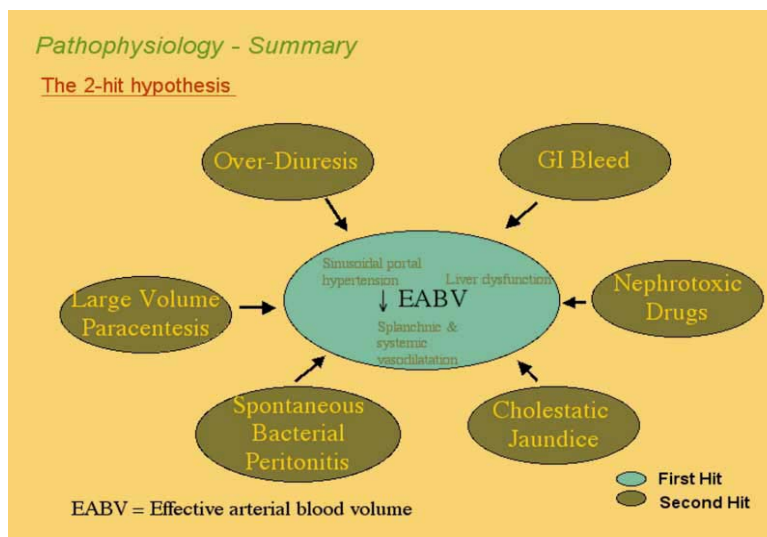 Pathophysiology - Summary
The 2-hit hypothesis
Over-Diuresis
GI Bleed
Sinusoidal portal
hypertension
Liver dysfunction
↓ EABV
Splanchnic &
systemic
vasodilatation
Large Volume
Paracentesis
Nephrotoxic
Drugs
Spontaneous
Bacterial
Peritonitis
Cholestatic
Jaundice
First Hit
Second Hit
EABV = Effective arterial blood volume